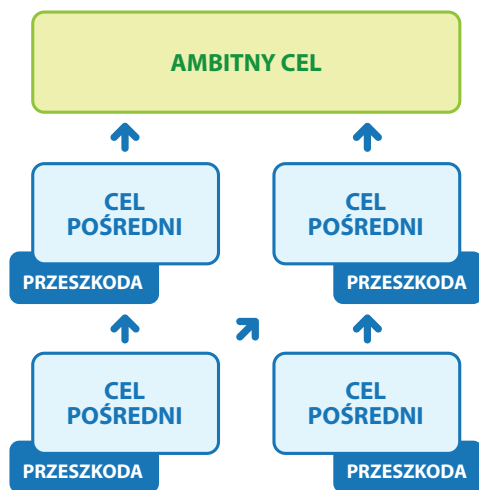 AMBITNY CEL
CEL
POŚREDNI
PRZESZKODA
CEL
POŚREDNI
PRZESZKODA
CEL
POŚREDNI
PRZESZKODA
CEL
POŚREDNI
PRZESZKODA